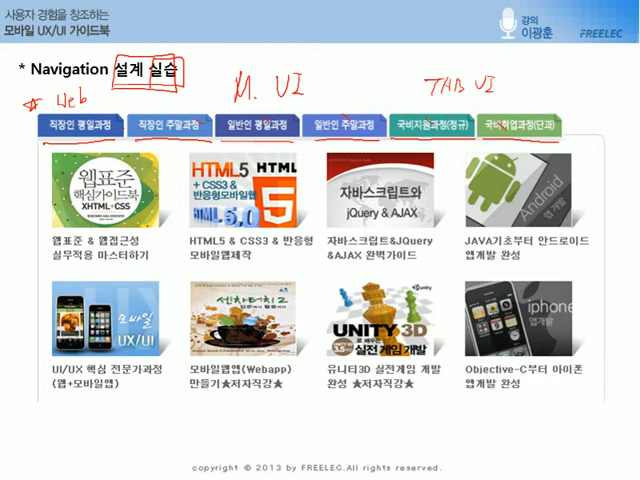 사용자 경험을 창조하는
모바일 UX/UI 가이드북
강의
이광훈
FREELEC
* Navigation 설계 실습
☆ Web
M. UI
TAB UI
직장인 평일과정
직장인 주말과정
일반인 평일과정
일반인 주말과정
국비지원과정(정규)
국비취업과정(단과)
웹표준
핵심가이드북
XHTML+CSS
HTML5 HTML
+ CSS3 &
반응형모바일웹
HTML5.0
5
자바스크립트와
jQuery & AJAX
Android
앱개발
웹표준 & 웹접근성
실무적용 마스터하기
HTML5 & CSS3 & 반응형
모바일웹제작
자바스크립트&JQuery
&AJAX 완벽가이드
JAVA기초부터 안드로이드
앱개발 완성
모바일
UX/UI
센차터치2
unity
UNITY 3D
로 배우는
실전 게임 개발
iphone
앱개발
UI/UX 핵심 전문가과정
(웹+모바일앱)
모바일웹앱(Webapp)
만들기★저자직강★
유니티3D 실전게임 개발
완성 ★저자직강★
Objective-C부터 아이폰
앱개발 완성
copyright ⓒ 2013 by FREELEC.All rights reserved.